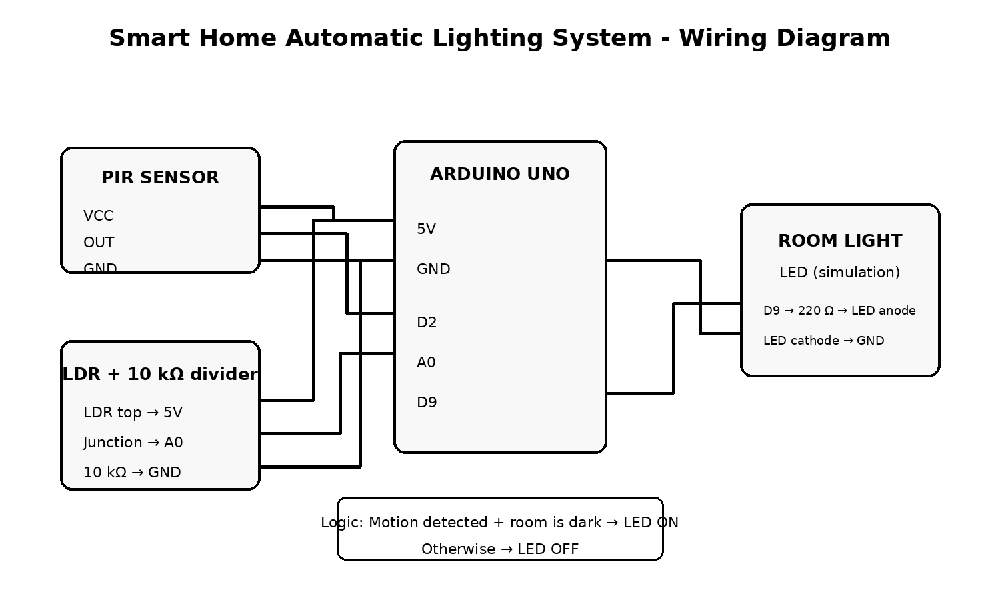 Smart Home Automatic Lighting System - Wiring Diagram
PIR SENSOR
VCC
OUT
GND
LDR + 10 kΩ divider
LDR top → 5V
Junction → A0
10 kΩ → GND
ARDUINO UNO
5V
GND
D2
A0
D9
ROOM LIGHT
LED (simulation)
D9 → 220 Ω → LED anode
LED cathode → GND
Logic: Motion detected + room is dark → LED ON
Otherwise → LED OFF